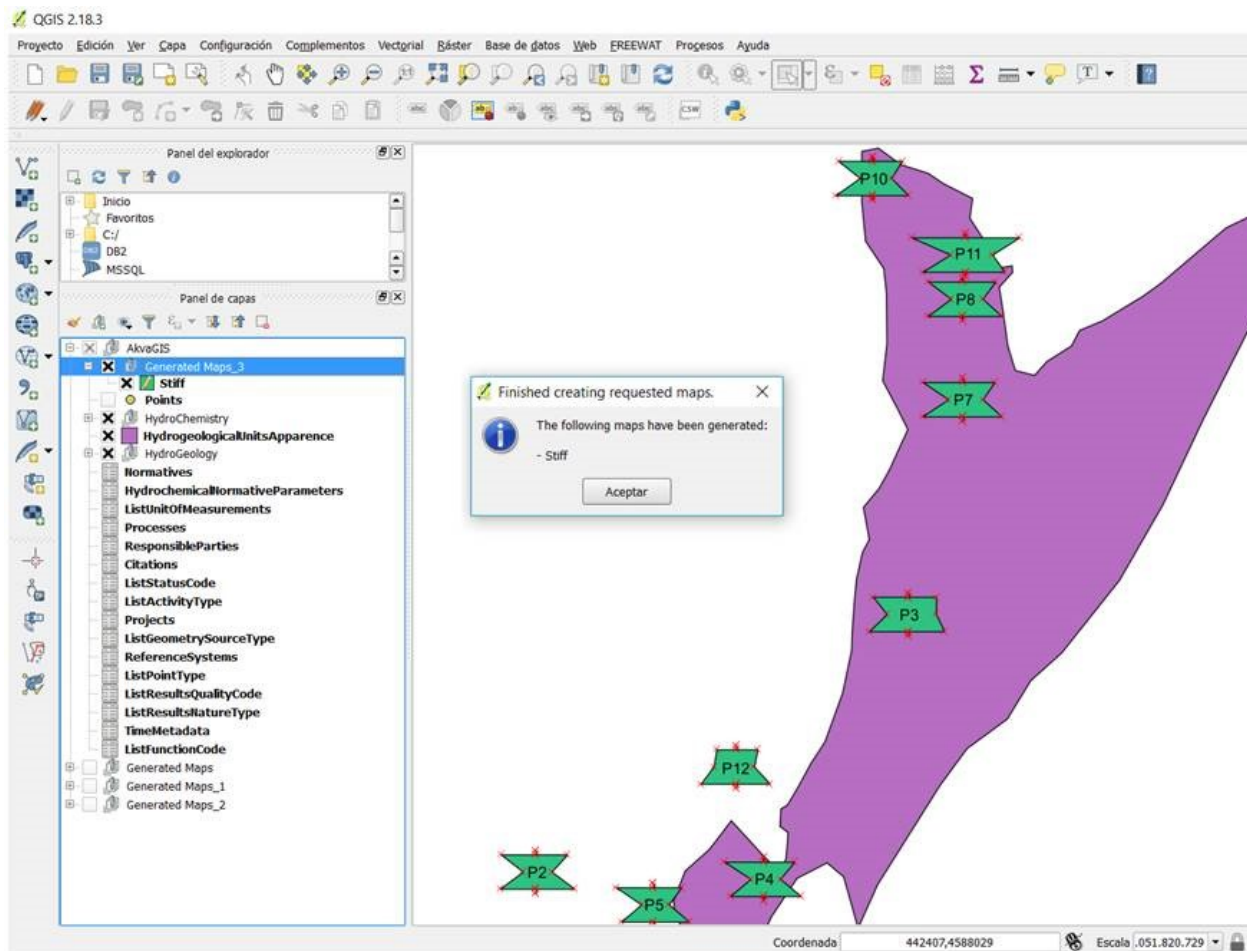 QGIS 2.18.3
Proyecto Edición Ver Capa Configuración Complementos Vectorial Ráster Base de datos Web FREEWAT Procesos Ayuda
CSW
Panel del explorador
Inicio
Favoritos
C:/
DB2
MSSQL
Panel de capas
AkvaGIS
Generated Maps_3
Stiff
Points
HydroChemistry
HydrogeologicalUnitsApparence
HydroGeology
Normatives
HydrochemicalNormativeParameters
ListUnitOfMeasurements
Processes
ResponsibleParties
Citations
ListStatusCode
ListActivityType
Projects
ListGeometrySourceType
ReferenceSystems
ListPointType
ListResultsQualityCode
ListResultsNatureType
TimeMetadata
ListFunctionCode
Generated Maps
Generated Maps_1
Generated Maps_2
P10
P11
P8
P7
Finished creating requested maps.
The following maps have been generated:
- Stiff
Aceptar
P3
P12
P2
P4
P5
Coordenada 442407,4588029 Escala .051.820.729